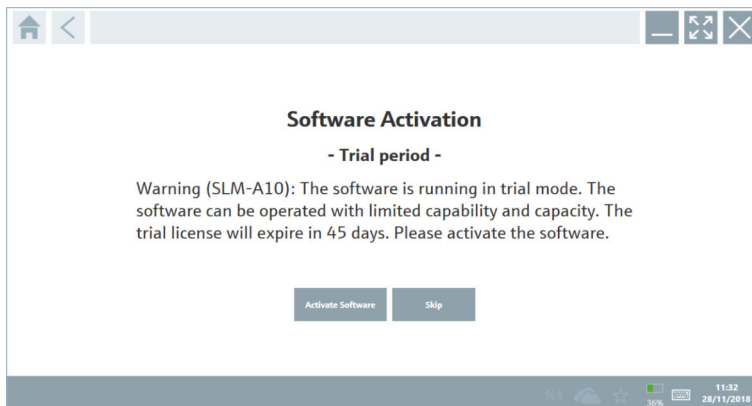 Software Activation
- Trial period -
Warning (SLM-A10): The software is running in trial mode. The
software can be operated with limited capability and capacity. The
trial license will expire in 45 days. Please activate the software.
Activate Software Skip
11:32
36% 28/11/2018